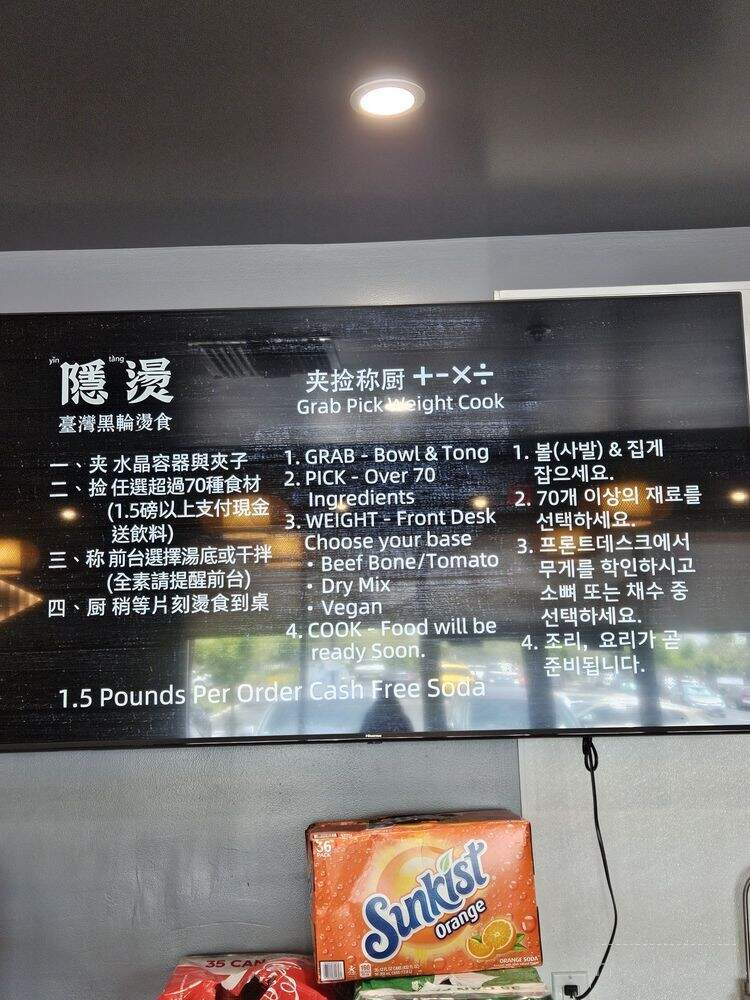 yǐn tàng
隱燙
臺灣黑輪燙食
夹捡称厨 +-×÷
Grab Pick Weight Cook
一、夹 水晶容器與夾子
二、捡 任選超過70種食材
(1.5磅以上支付現金
送飲料)
三、称 前台選擇湯底或干拌
(全素請提醒前台)
四、厨 稍等片刻燙食到桌
1. GRAB - Bowl & Tong
2. PICK - Over 70
Ingredients
3. WEIGHT - Front Desk
Choose your base
• Beef Bone/Tomato
• Dry Mix
• Vegan
4. COOK - Food will be
ready Soon.
1. 볼(사발) & 집게
잡으세요.
2. 70개 이상의 재료를
선택하세요.
3. 프론트데스크에서
무게를 학인하시고
소뼈 또는 채수 중
선택하세요.
4. 조리, 요리가 곧
준비됩니다.
1.5 Pounds Per Order Cash Free Soda
Hisense
36
PACK
Sunkist
Orange
ORANGE SODA
35 CAN